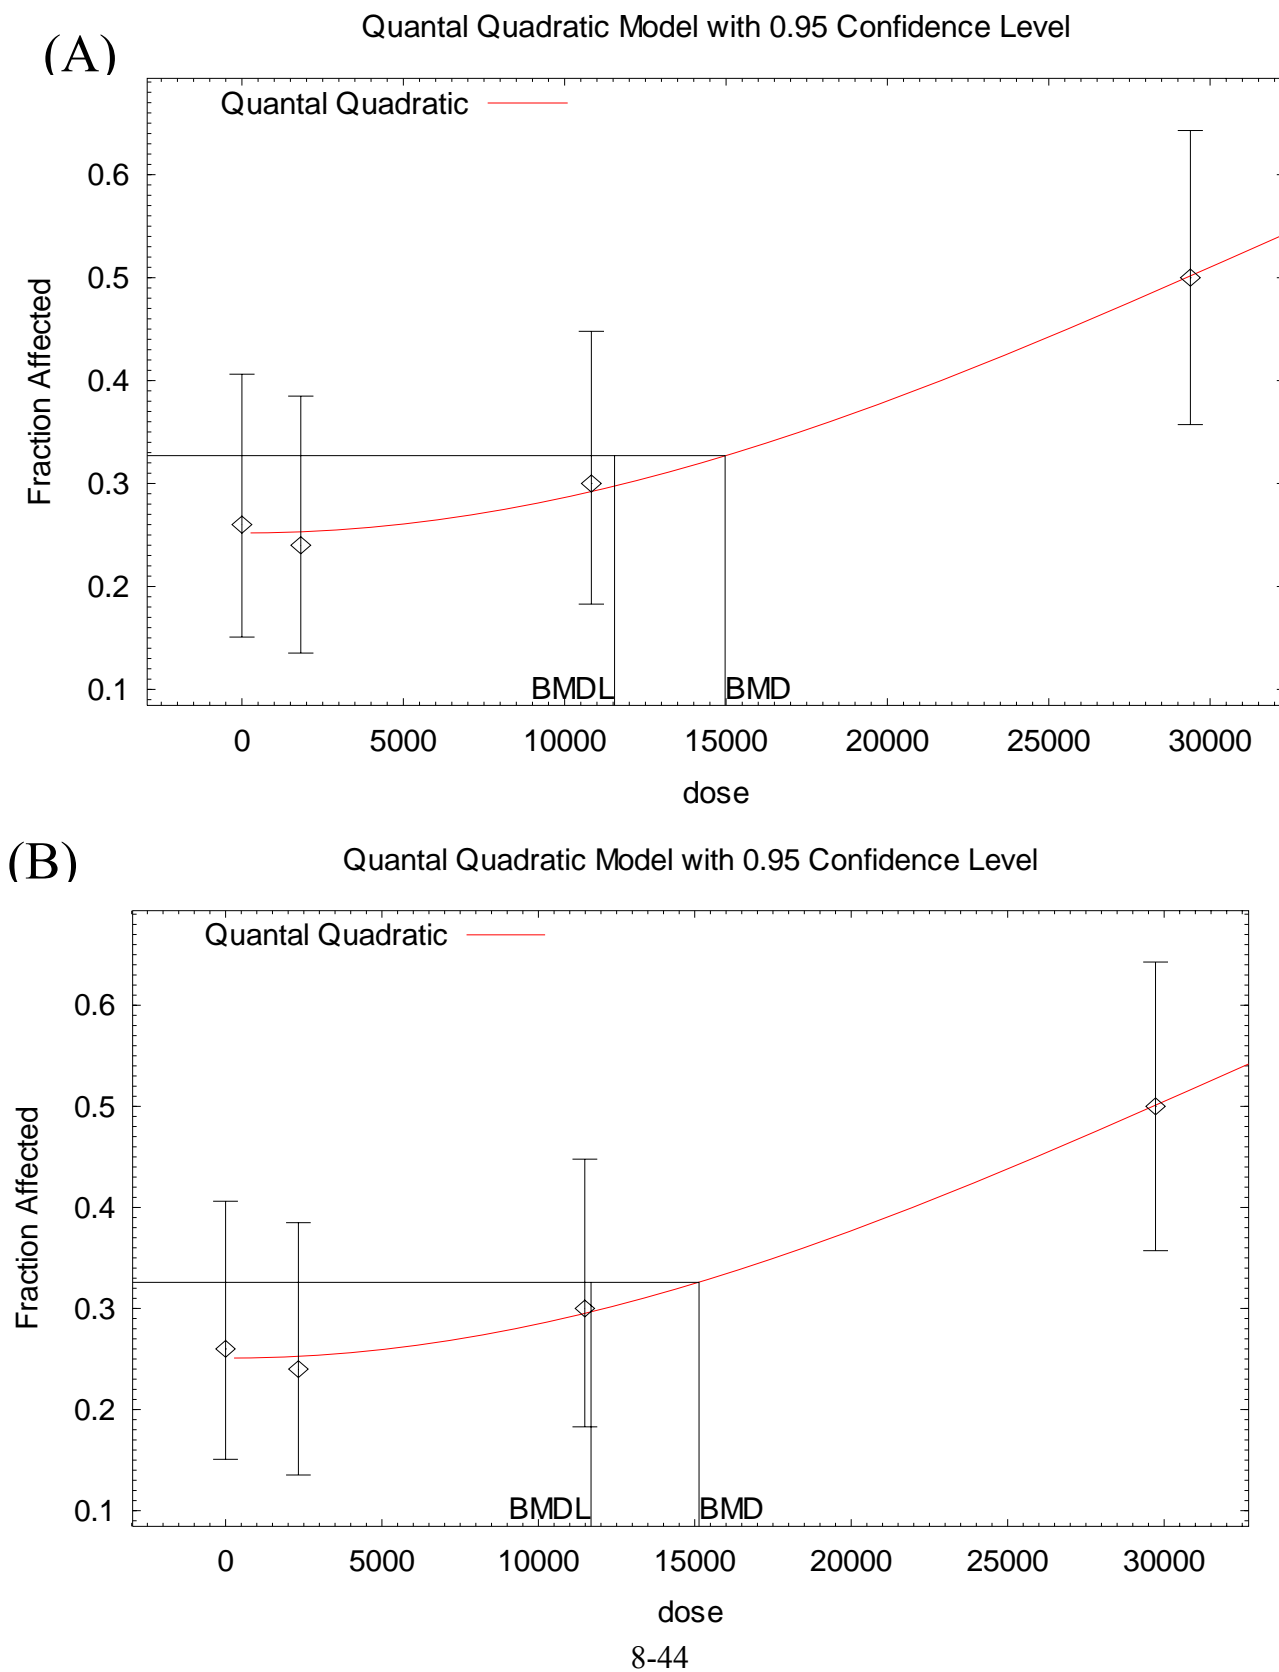 Quantal Quadratic Model with 0.95 Confidence Level
(A)
Quantal Quadratic
0.6
0.5
0.4
0.3
0.2
0.1
Fraction Affected
BMDL BMD
0 5000 10000 15000 20000 25000 30000
dose
(B)
Quantal Quadratic Model with 0.95 Confidence Level
Quantal Quadratic
0.6
0.5
0.4
0.3
0.2
0.1
Fraction Affected
BMDL BMD
0 5000 10000 15000 20000 25000 30000
dose
8-44